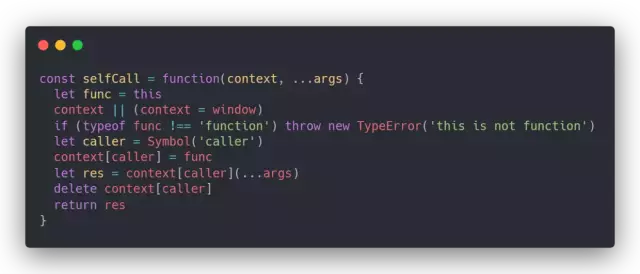 const selfCall = function(context, ...args) {
  let func = this
  context || (context = window)
  if (typeof func !== 'function') throw new TypeError('this is not function')
  let caller = Symbol('caller')
  context[caller] = func
  let res = context[caller](...args)
  delete context[caller]
  return res
}